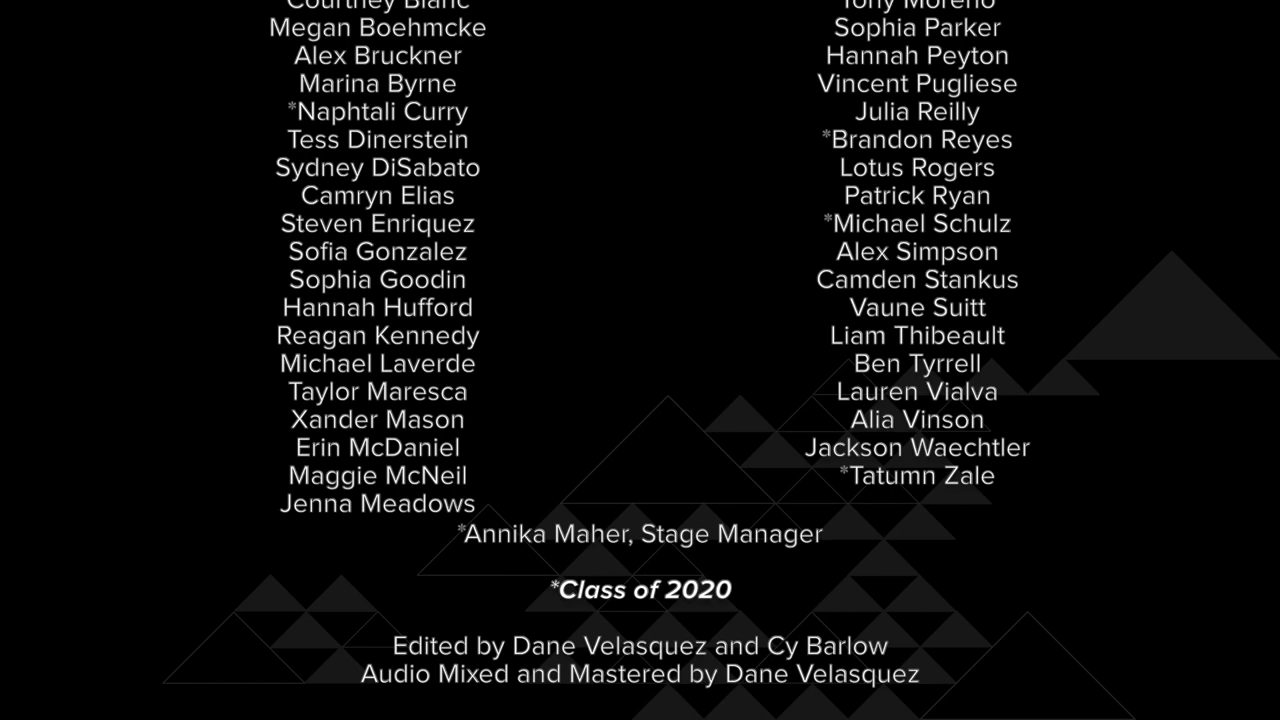 Courtney Blanc
Megan Boehmcke
Alex Bruckner
Marina Byrne
*Naphtali Curry
Tess Dinerstein
Sydney DiSabato
Camryn Elias
Steven Enriquez
Sofia Gonzalez
Sophia Goodin
Hannah Hufford
Reagan Kennedy
Michael Laverde
Taylor Maresca
Xander Mason
Erin McDaniel
Maggie McNeil
Jenna Meadows
Tony Moreno
Sophia Parker
Hannah Peyton
Vincent Pugliese
Julia Reilly
*Brandon Reyes
Lotus Rogers
Patrick Ryan
*Michael Schulz
Alex Simpson
Camden Stankus
Vaune Suitt
Liam Thibeault
Ben Tyrrell
Lauren Vialva
Alia Vinson
Jackson Waechtler
*Tatumn Zale
*Annika Maher, Stage Manager
*Class of 2020
Edited by Dane Velasquez and Cy Barlow
Audio Mixed and Mastered by Dane Velasquez